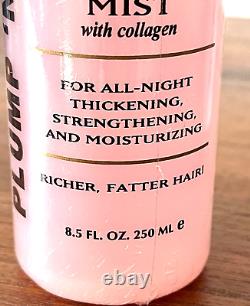 MIST
with collagen
FOR ALL-NIGHT
THICKENING,
STRENGTHENING,
AND MOISTURIZING
RICHER, FATTER HAIR!
8.5 FL. OZ. 250 ML e
PLUMP 'N